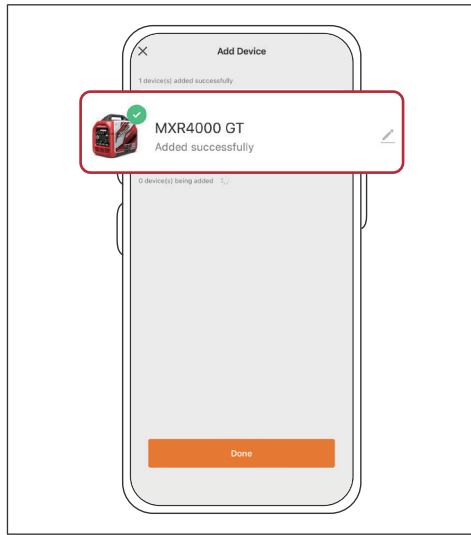 Add Device
1 device(s) added successfully
MXR4000 GT
Added successfully
0 device(s) being added
Done